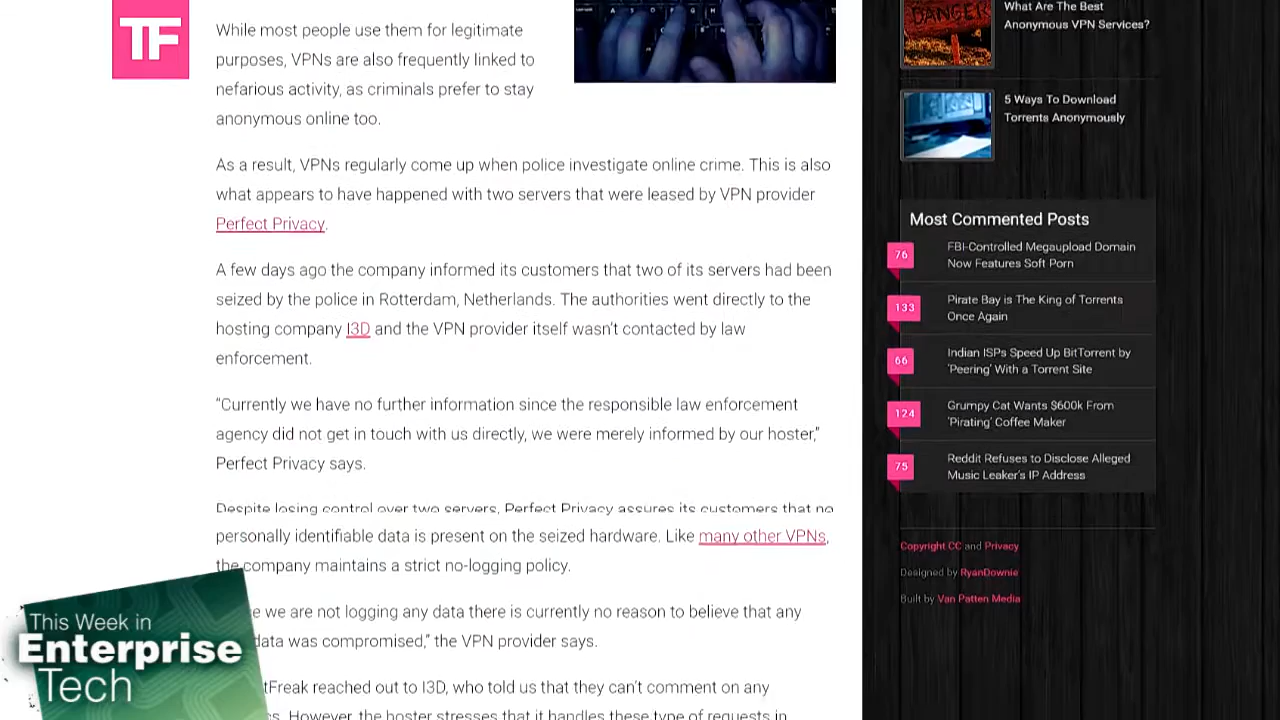 TF
While most people use them for legitimate
purposes, VPNs are also frequently linked to
nefarious activity, as criminals prefer to stay
anonymous online too.
As a result, VPNs regularly come up when police investigate online crime. This is also
what appears to have happened with two servers that were leased by VPN provider
Perfect Privacy.
A few days ago the company informed its customers that two of its servers had been
seized by the police in Rotterdam, Netherlands. The authorities went directly to the
hosting company I3D and the VPN provider itself wasn't contacted by law
enforcement.
“Currently we have no further information since the responsible law enforcement
agency did not get in touch with us directly, we were merely informed by our hoster,”
Perfect Privacy says.
Despite losing control over two servers, Perfect Privacy assures its customers that no
personally identifiable data is present on the seized hardware. Like many other VPNs,
the company maintains a strict no-logging policy.
we are not logging any data there is currently no reason to believe that any
data was compromised,” the VPN provider says.
tFreak reached out to I3D, who told us that they can't comment on any
However, the hoster stresses that it handles these type of requests in
What Are The Best
Anonymous VPN Services?
DANGER
5 Ways To Download
Torrents Anonymously
Most Commented Posts
76
FBI-Controlled Megaupload Domain
Now Features Soft Porn
133
Pirate Bay is The King of Torrents
Once Again
66
Indian ISPs Speed Up BitTorrent by
'Peering' With a Torrent Site
124
Grumpy Cat Wants $600k From
'Pirating' Coffee Maker
75
Reddit Refuses to Disclose Alleged
Music Leaker's IP Address
Copyright CC and Privacy
Designed by RyanDownie
Built by Van Patten Media
This Week in
Enterprise
Tech